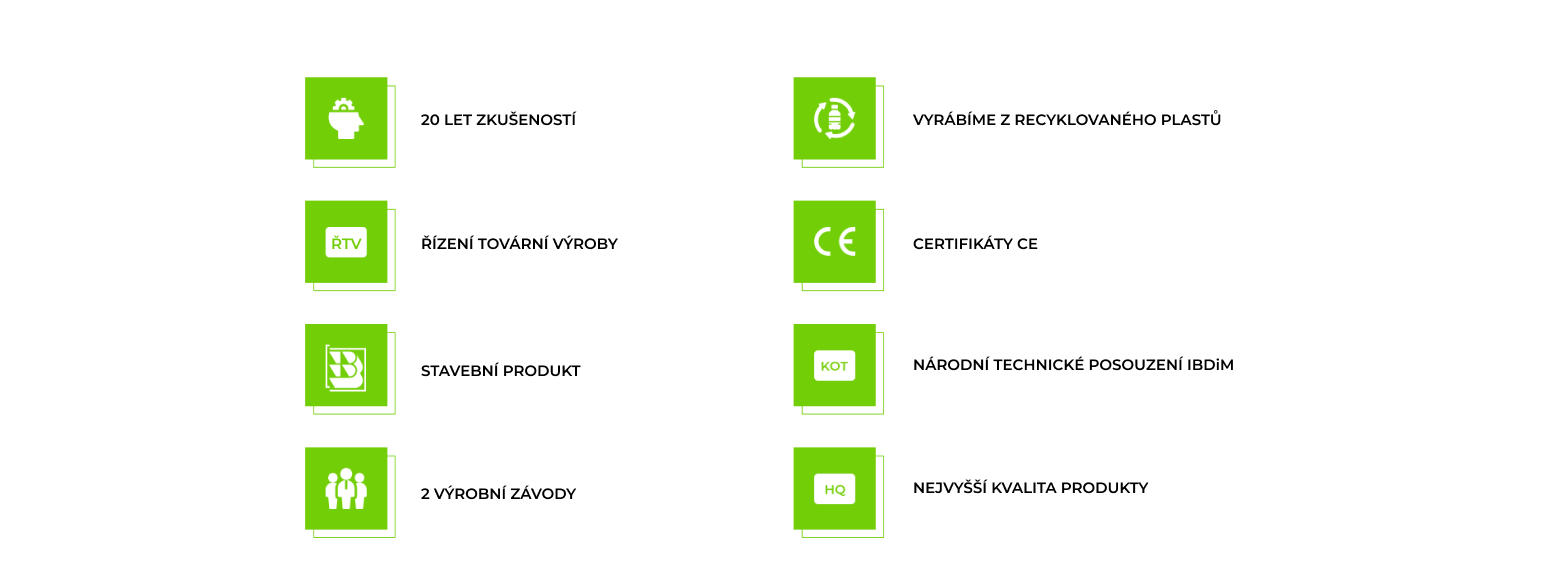 20 LET ZKUŠENOSTÍ
VYRÁBÍME Z RECYKLOVANÉHO PLASTŮ
ŘTV
ŘÍZENÍ TOVÁRNÍ VÝROBY
CE
CERTIFIKÁTY CE
B
STAVEBNÍ PRODUKT
KOT
NÁRODNÍ TECHNICKÉ POSOUZENÍ IBDiM
2 VÝROBNÍ ZÁVODY
HQ
NEJVYŠŠÍ KVALITA PRODUKTY